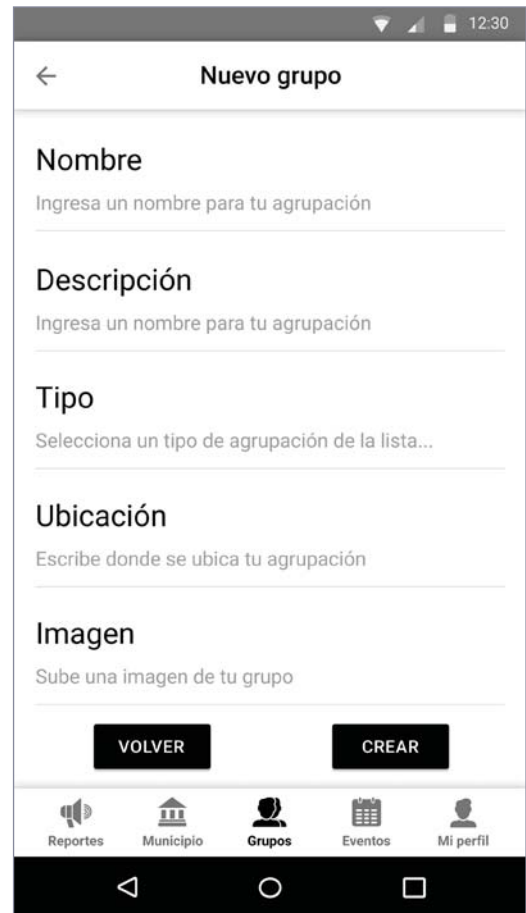 12:30
Nuevo grupo
Nombre
Ingresa un nombre para tu agrupación
Descripción
Ingresa un nombre para tu agrupación
Tipo
Selecciona un tipo de agrupación de la lista...
Ubicación
Escribe donde se ubica tu agrupación
Imagen
Sube una imagen de tu grupo
VOLVER CREAR
Reportes Municipio Grupos Eventos Mi perfil